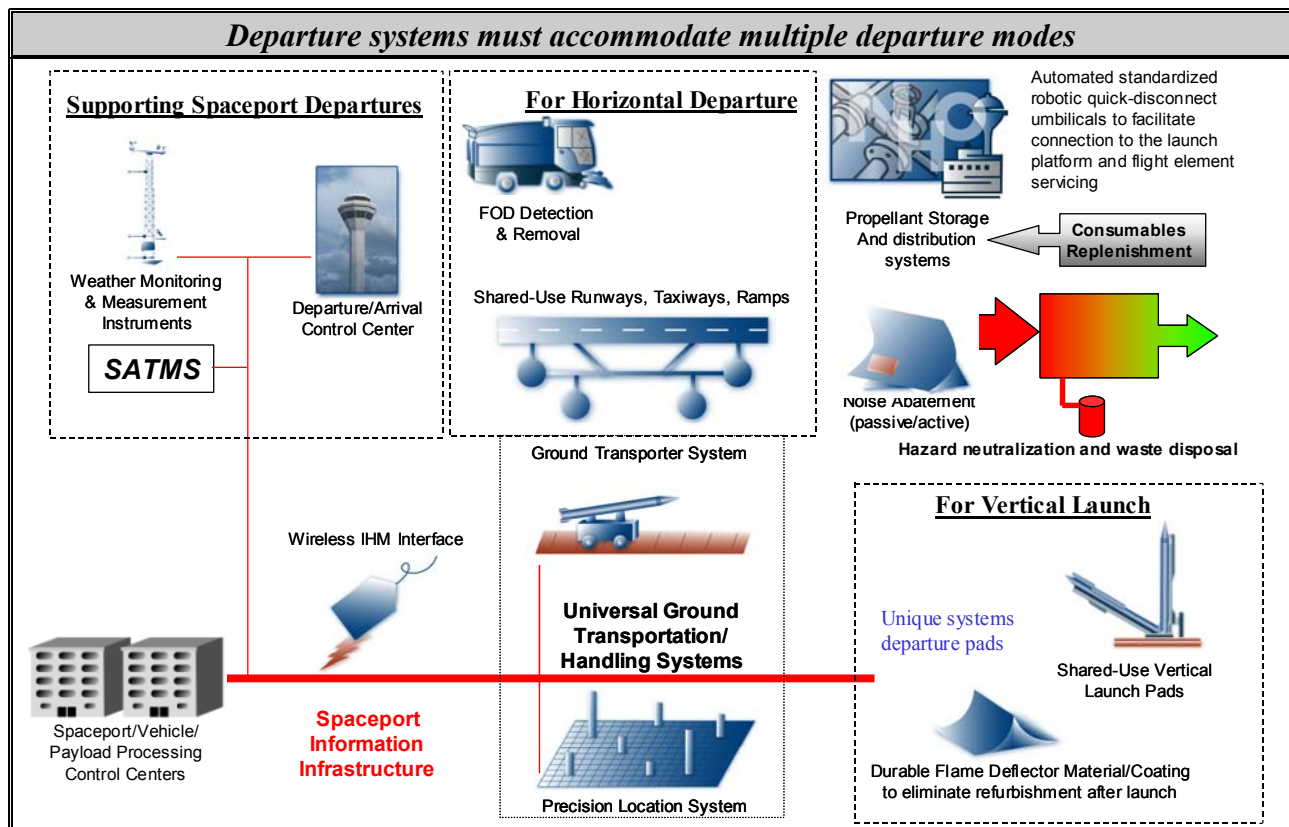 Departure systems must accommodate multiple departure modes
Supporting Spaceport Departures
Weather Monitoring
& Measurement
Instruments
Departure/Arrival
Control Center
SATMS
For Horizontal Departure
FOD Detection
& Removal
Shared-Use Runways, Taxiways, Ramps
Automated standardized
robotic quick-disconnect
umbilicals to facilitate
connection to the launch
platform and flight element
servicing
Propellant Storage
And distribution
systems
Consumables
Replenishment
Noise Abatement
(passive/active)
Hazard neutralization and waste disposal
Ground Transporter System
Wireless IHM Interface
Universal Ground
Transportation/
Handling Systems
Precision Location System
Spaceport/Vehicle/
Payload Processing
Control Centers
Spaceport
Information
Infrastructure
For Vertical Launch
Unique systems
departure pads
Shared-Use Vertical
Launch Pads
Durable Flame Deflector Material/Coating
to eliminate refurbishment after launch